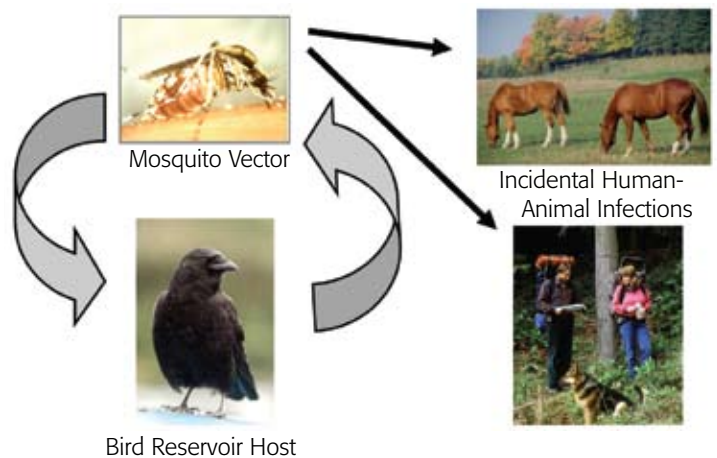 Mosquito Vector
Incidental Human-
Animal Infections
Bird Reservoir Host